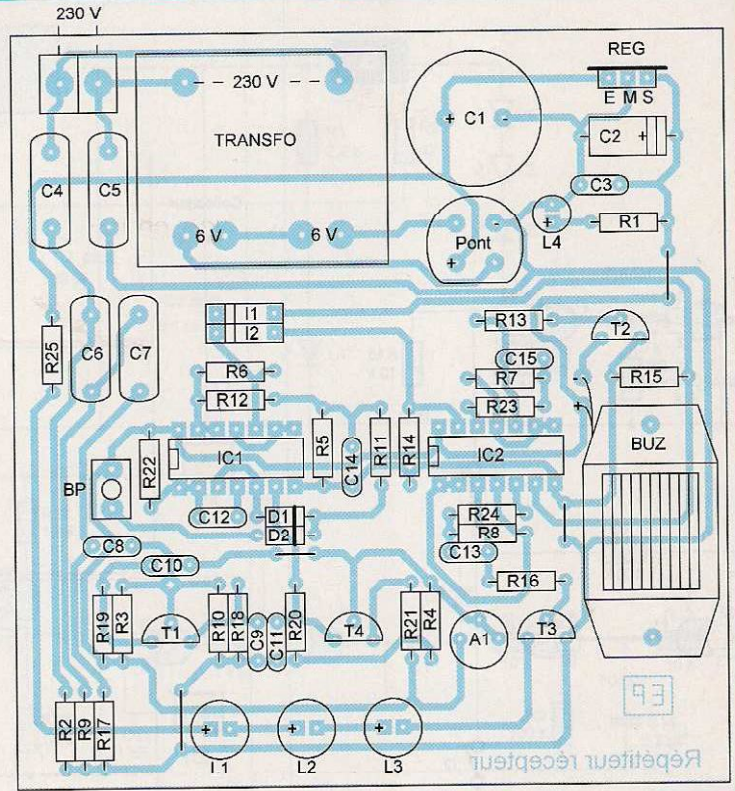 230 V
REG
E M S
- - 230 V - -
TRANSFO
+ C1 -
C2 +
C4
C5
C3
+
L4
R1
6 V
6 V
Pont
-
+
I1
I2
R13
T2
R25
C6
C7
C15
R6
R7
R15
R12
R23
-
+
R22
IC1
R5
C14
R11
R14
IC2
BUZ
BP
C12
D1
D2
R24
R8
C8
C10
C13
R16
R19
R3
T1
R10
R18
C9
C11
R20
T4
R21
R4
A1
T3
EP
Répétiteur récepteur
R2
R9
R17
+
L1
+
L2
+
L3